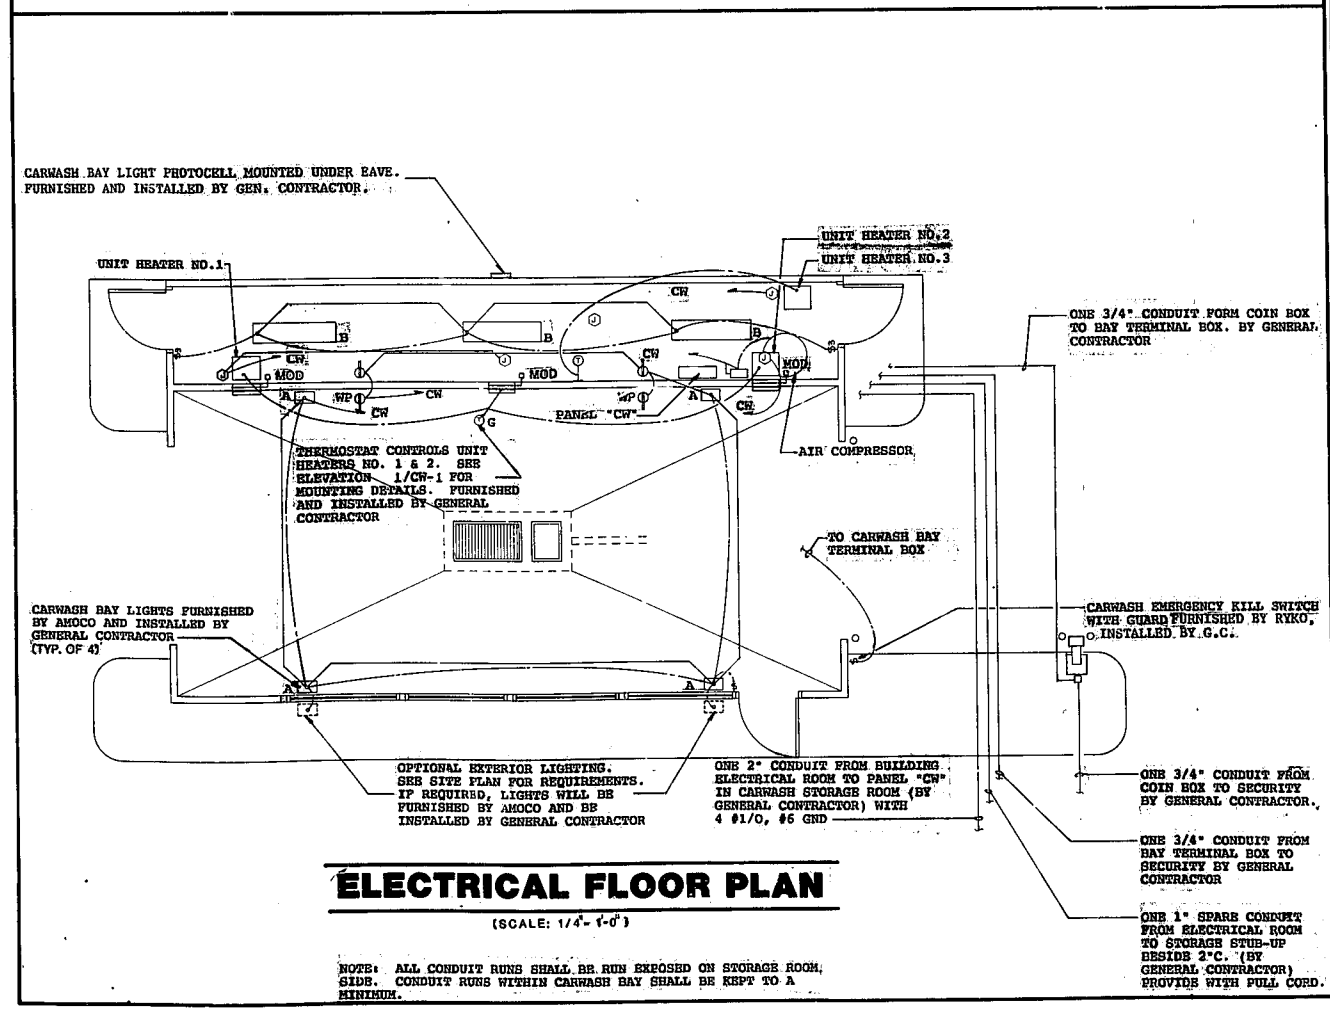 CARWASH BAY LIGHT PHOTOCELL MOUNTED UNDER EAVE.
FURNISHED AND INSTALLED BY GEN. CONTRACTOR.
UNIT HEATER NO.2
UNIT HEATER NO.3
UNIT HEATER NO.1
CW
J
J
ONE 3/4" CONDUIT FORM COIN BOX
TO BAY TERMINAL BOX. BY GENERAL
CONTRACTOR
B
B
B
$3
$3
CW
J
T
CW
J
MOD
J
MOD
MOD
A
WP
CW
CW
WP
A
CW
PANEL "CW"
T
G
AIR COMPRESSOR
THERMOSTAT CONTROLS UNIT
HEATERS NO. 1 & 2. SEE
ELEVATION 1/CW-1 FOR
MOUNTING DETAILS. FURNISHED
AND INSTALLED BY GENERAL
CONTRACTOR
TO CARWASH BAY
TERMINAL BOX
CARWASH BAY LIGHTS FURNISHED
BY AMOCO AND INSTALLED BY
GENERAL CONTRACTOR
(TYP. OF 4)
CARWASH EMERGENCY KILL SWITCH
WITH GUARD FURNISHED BY RYKO,
INSTALLED BY G.C.
A
A
OPTIONAL EXTERIOR LIGHTING.
SEE SITE PLAN FOR REQUIREMENTS.
IF REQUIRED, LIGHTS WILL BE
FURNISHED BY AMOCO AND BE
INSTALLED BY GENERAL CONTRACTOR
ONE 2" CONDUIT FROM BUILDING
ELECTRICAL ROOM TO PANEL "CW"
IN CARWASH STORAGE ROOM (BY
GENERAL CONTRACTOR) WITH
4 #1/0, #6 GND
ONE 3/4" CONDUIT FROM
COIN BOX TO SECURITY
BY GENERAL CONTRACTOR.
ONE 3/4" CONDUIT FROM
BAY TERMINAL BOX TO
SECURITY BY GENERAL
CONTRACTOR
ONE 1" SPARE CONDUIT
FROM ELECTRICAL ROOM
TO STORAGE STUB-UP
BESIDE 2"C. (BY
GENERAL CONTRACTOR)
PROVIDE WITH PULL CORD.
ELECTRICAL FLOOR PLAN
(SCALE: 1/4"- 1'-0")
NOTE: ALL CONDUIT RUNS SHALL BE RUN EXPOSED ON STORAGE ROOM
SIDE. CONDUIT RUNS WITHIN CARWASH BAY SHALL BE KEPT TO A
MINIMUM.